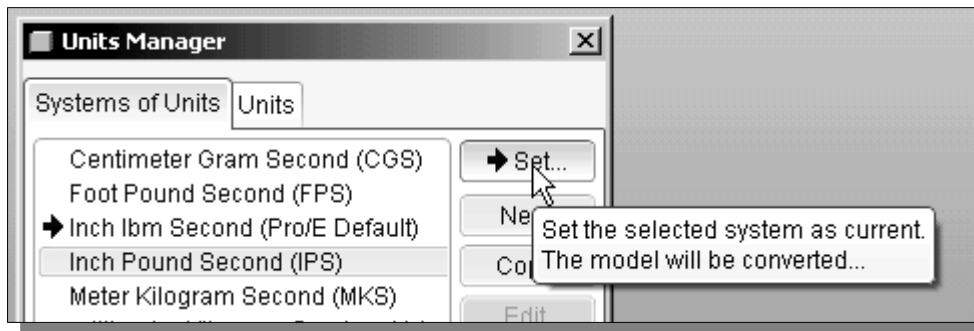 Units Manager
Systems of Units Units
Centimeter Gram Second (CGS)
Set...
Foot Pound Second (FPS)
Inch lbm Second (Pro/E Default)
Set the selected system as current.
The model will be converted...
Inch Pound Second (IPS)
Meter Kilogram Second (MKS)
Edit